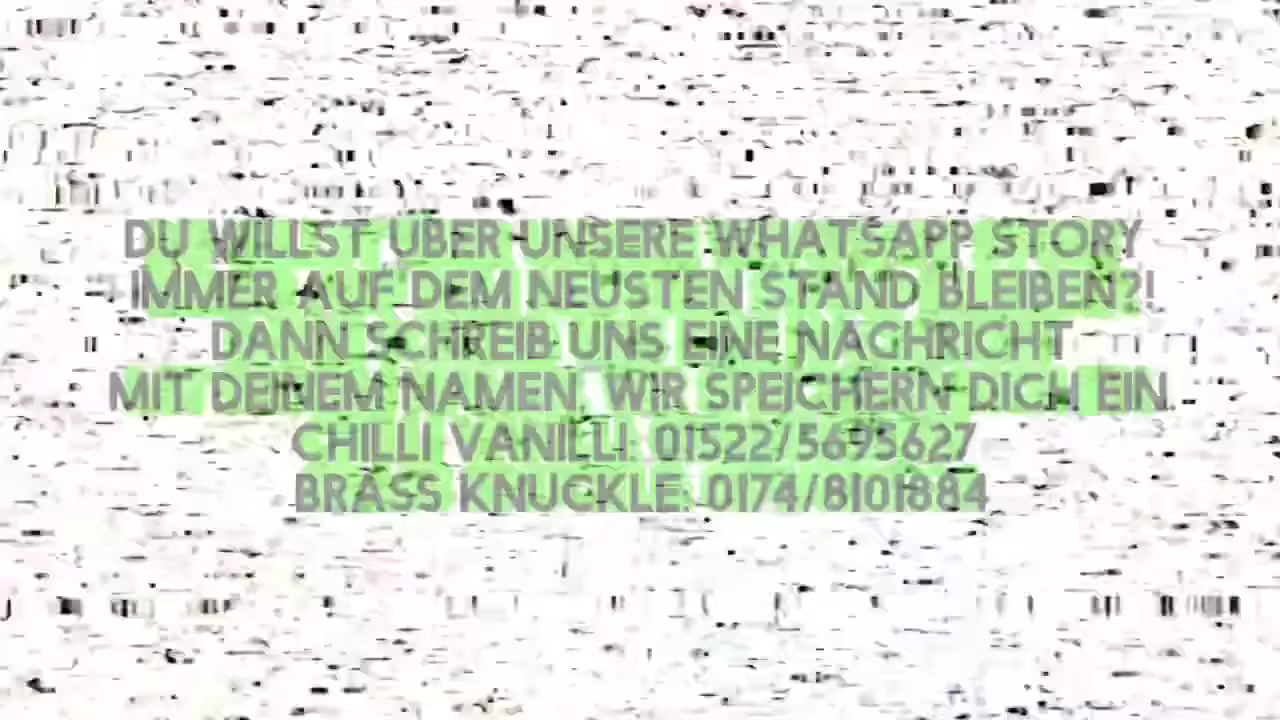 DU WILLST ÜBER UNSERE WHATSAPP STORY
IMMER AUF DEM NEUSTEN STAND BLEIBEN?!
DANN SCHREIB UNS EINE NACHRICHT
MIT DEINEM NAMEN. WIR SPEICHERN DICH EIN.
CHILLI VANILLI: 01522/5695627
BRASS KNUCKLE: 0174/8101884